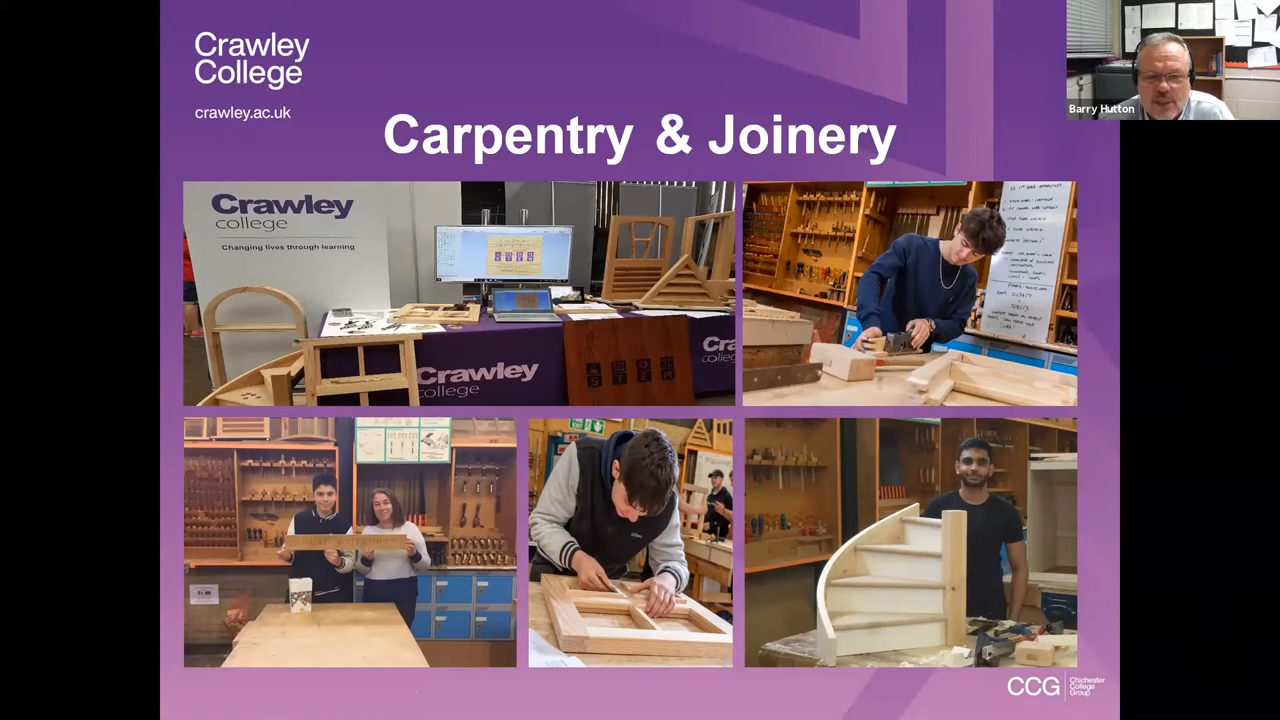 Crawley
College
crawley.ac.uk
Barry Hutton
Carpentry & Joinery
Crawley
college
Changing lives through learning
Crawley
college
STEM
CCG
Chichester
College
Group